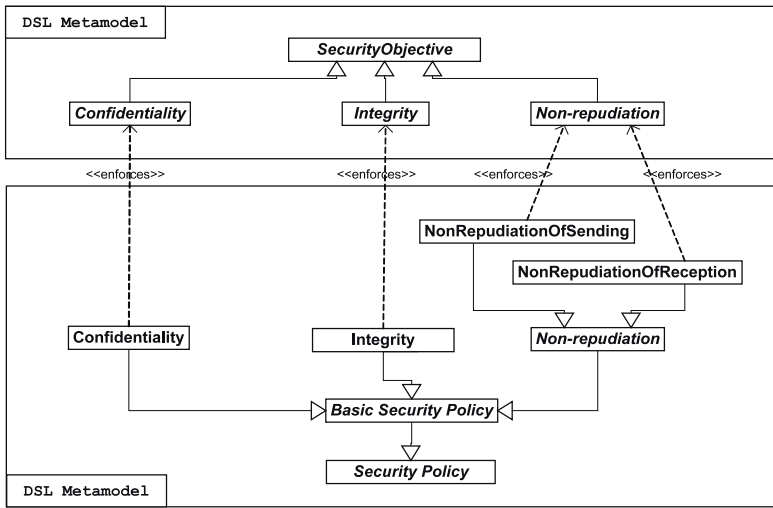 DSL Metamodel
SecurityObjective
Confidentiality
Integrity
Non-repudiation
<<enforces>>
<<enforces>>
<<enforces>>
<<enforces>>
NonRepudiationOfSending
NonRepudiationOfReception
Confidentiality
Integrity
Non-repudiation
Basic Security Policy
Security Policy
DSL Metamodel